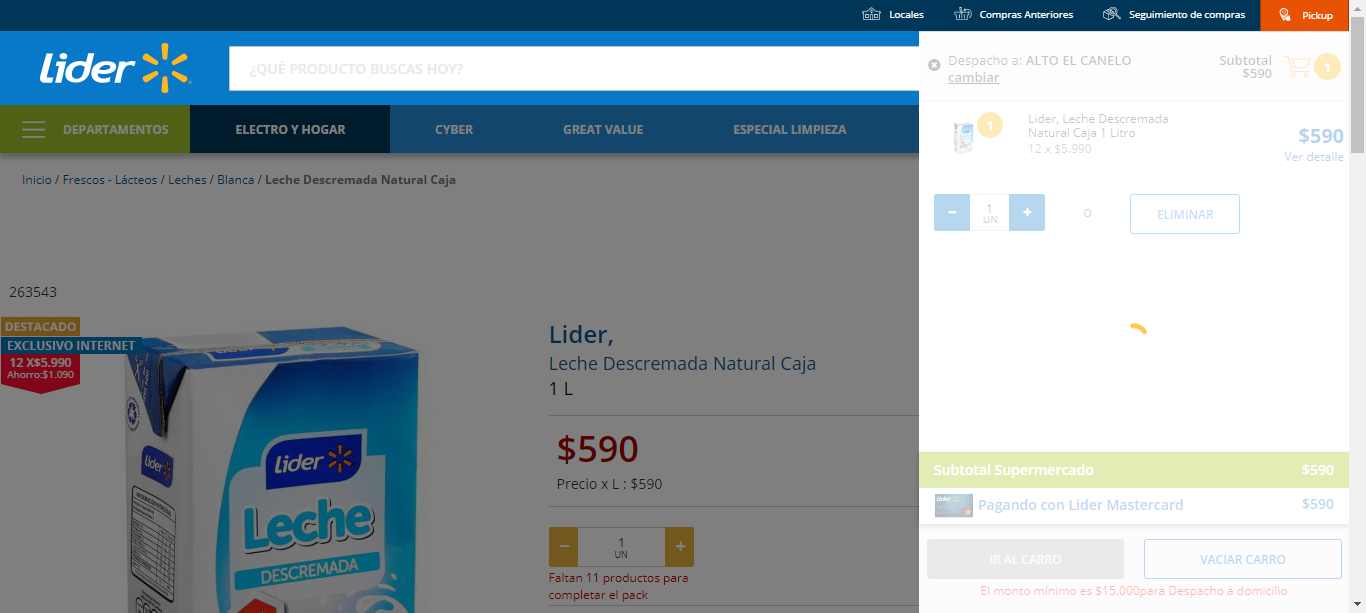 Locales
Compras Anteriores
Seguimiento de compras
Pickup
Lider
¿QUÉ PRODUCTO BUSCAS HOY?
Despacho a: ALTO EL CANELO
cambiar
Subtotal
$590
1
DEPARTAMENTOS
ELECTRO Y HOGAR
CYBER
GREAT VALUE
ESPECIAL LIMPIEZA
1
Lider, Leche Descremada
Natural Caja 1 Litro
12 x $5.990
$590
Ver detalle
Inicio / Frescos - Lácteos / Leches / Blanca / Leche Descremada Natural Caja
− 1 +
UN
O
ELIMINAR
263543
DESTACADO
EXCLUSIVO INTERNET
12 X$5.990
Ahorro:$1.090
lider
lider
Leche
DESCREMADA
Lider,
Leche Descremada Natural Caja
1 L
$590
Precio x L : $590
− 1 +
UN
Faltan 11 productos para
completar el pack
Subtotal Supermercado $590
Pagando con Lider Mastercard $590
IR AL CARRO
VACIAR CARRO
El monto mínimo es $15.000para Despacho a domicilio